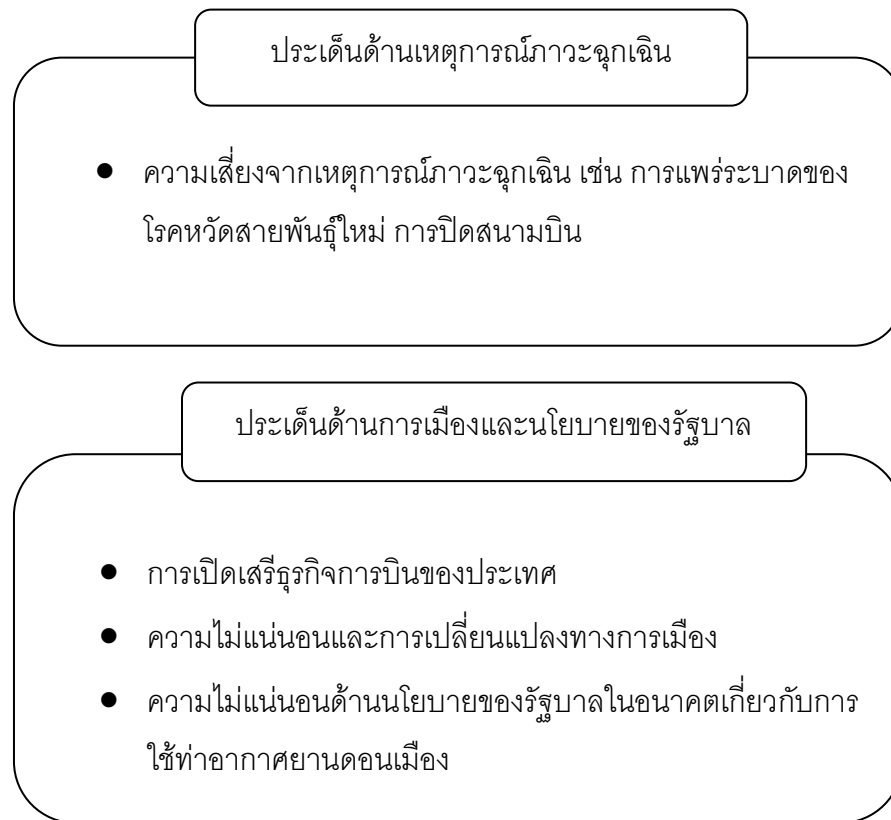 ประเด็นด้านเหตุการณ์ภาวะฉุกเฉิน
● ความเสี่ยงจากเหตุการณ์ภาวะฉุกเฉิน เช่น การแพร่ระบาดของ
โรคหวัดสายพันธุ์ใหม่ การปิดสนามบิน
ประเด็นด้านการเมืองและนโยบายของรัฐบาล
● การเปิดเสรีธุรกิจการบินของประเทศ
● ความไม่แน่นอนและการเปลี่ยนแปลงทางการเมือง
● ความไม่แน่นอนด้านนโยบายของรัฐบาลในอนาคตเกี่ยวกับการ
ใช้ท่าอากาศยานดอนเมือง